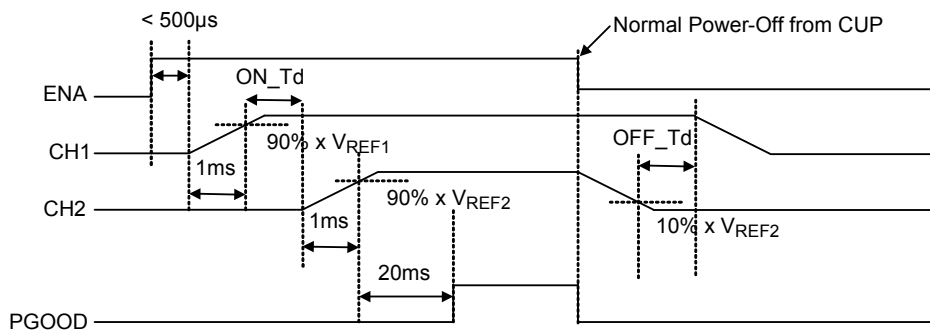 < 500µs
Normal Power-Off from CUP
ENA
ON_Td
OFF_Td
CH1
90% x VREF1
1ms
CH2
90% x VREF2
1ms
10% x VREF2
20ms
PGOOD